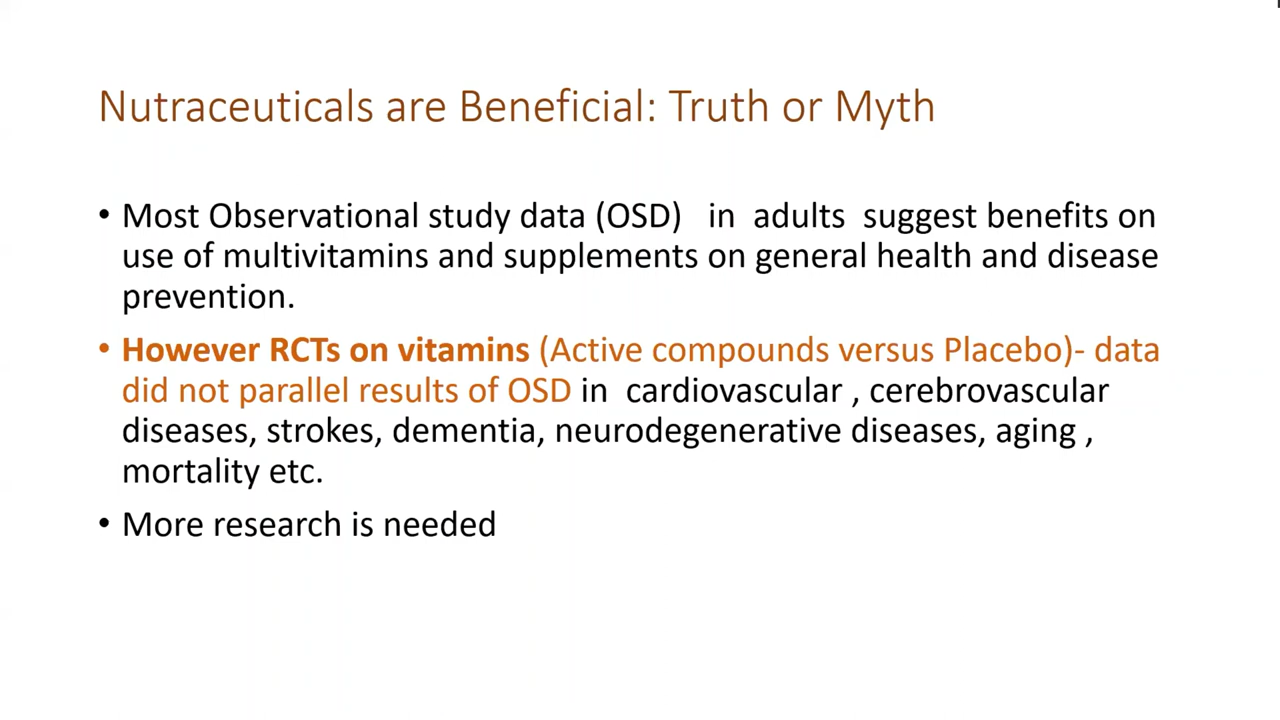 Nutraceuticals are Beneficial: Truth or Myth
• Most Observational study data (OSD) in adults suggest benefits on
use of multivitamins and supplements on general health and disease
prevention.
• However RCTs on vitamins (Active compounds versus Placebo)- data
did not parallel results of OSD in cardiovascular , cerebrovascular
diseases, strokes, dementia, neurodegenerative diseases, aging ,
mortality etc.
• More research is needed